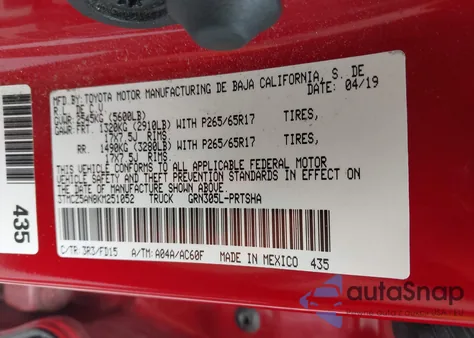 MFD.BY:TOYOTA MOTOR MANUFACTURING DE BAJA CALIFORNIA, S. DE
R.L. DE C.V. DATE: 04/19
GVWR: 2545KG (5600LB)
GAWR: FRT. 1320KG (2910LB) WITH P265/65R17 TIRES,
17X7.5J RIMS,
RR. 1490KG (3280LB) WITH P265/65R17 TIRES,
17X7.5J RIMS,
THIS VEHICLE CONFORMS TO ALL APPLICABLE FEDERAL MOTOR
VEHICLE SAFETY AND THEFT PREVENTION STANDARDS IN EFFECT ON
THE DATE OF MANUFACTURE SHOWN ABOVE.
3TMCZ5AN8KM251052 TRUCK GRN305L-PRTSHA
C/TR: 3R3/FD15 A/TM: A04A/AC60F MADE IN MEXICO 435
435
autoSnap